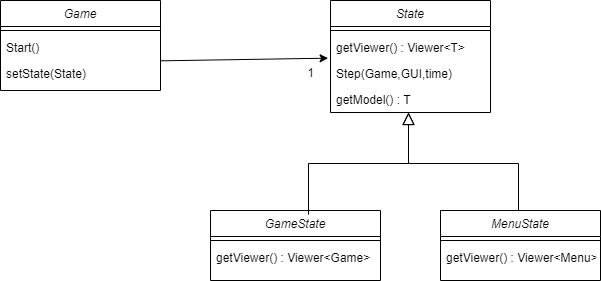 Game
Start()
setState(State)
1
State
getViewer() : Viewer<T>
Step(Game,GUI,time)
getModel() : T
GameState
getViewer() : Viewer<Game>
MenuState
getViewer() : Viewer<Menu>